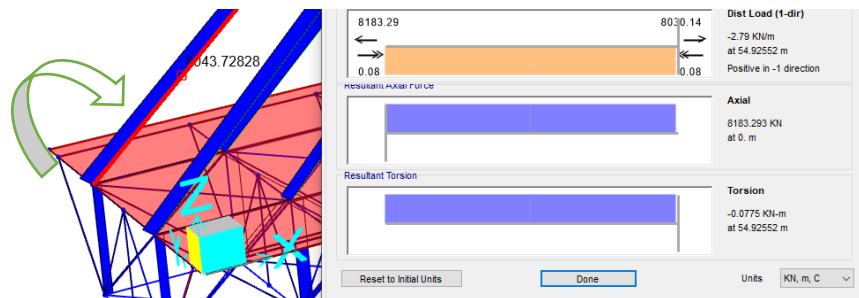 8043.72828
Z
Y
X
8183.29
8030.14
0.08
0.08
Dist Load (1-dir)
-2.79 KN/m
at 54.92552 m
Positive in -1 direction
Resultant Axial Force
Axial
8183.293 KN
at 0. m
Resultant Torsion
Torsion
-0.0775 KN-m
at 54.92552 m
Reset to Initial Units
Done
Units
KN, m, C